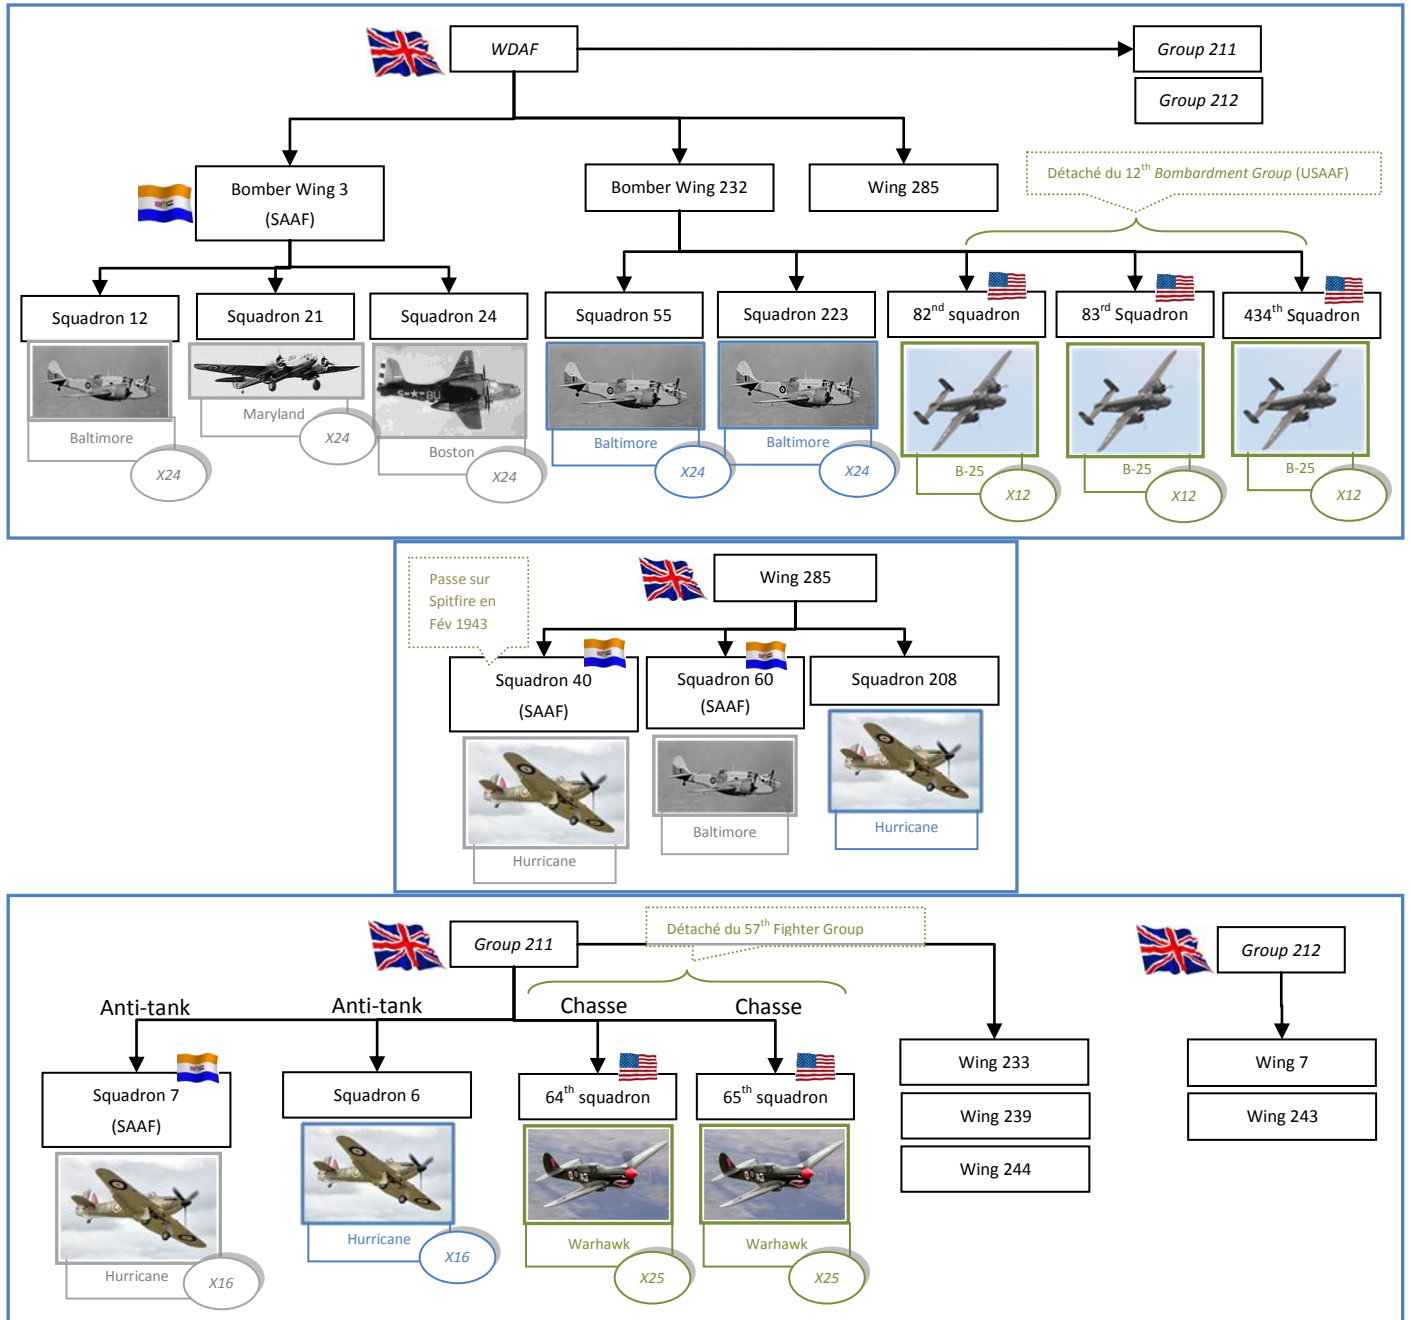 WDAF
Group 211
Group 212
Bomber Wing 3
(SAAF)
Bomber Wing 232
Wing 285
Détaché du 12th Bombardment Group (USAAF)
Squadron 12
Squadron 21
Squadron 24
Squadron 55
Squadron 223
82nd squadron
83rd Squadron
434th Squadron
Baltimore
X24
Maryland
X24
Boston
X24
Baltimore
X24
Baltimore
X24
B-25
X12
B-25
X12
B-25
X12
Passe sur
Spitfire en
Fév 1943
Wing 285
Squadron 40
(SAAF)
Squadron 60
(SAAF)
Squadron 208
Hurricane
Baltimore
Hurricane
Group 211
Détaché du 57th Fighter Group
Group 212
Anti-tank
Anti-tank
Chasse
Chasse
Squadron 7
(SAAF)
Squadron 6
64th squadron
65th squadron
Wing 233
Wing 239
Wing 244
Wing 7
Wing 243
Hurricane
X16
Hurricane
X16
Warhawk
X25
Warhawk
X25